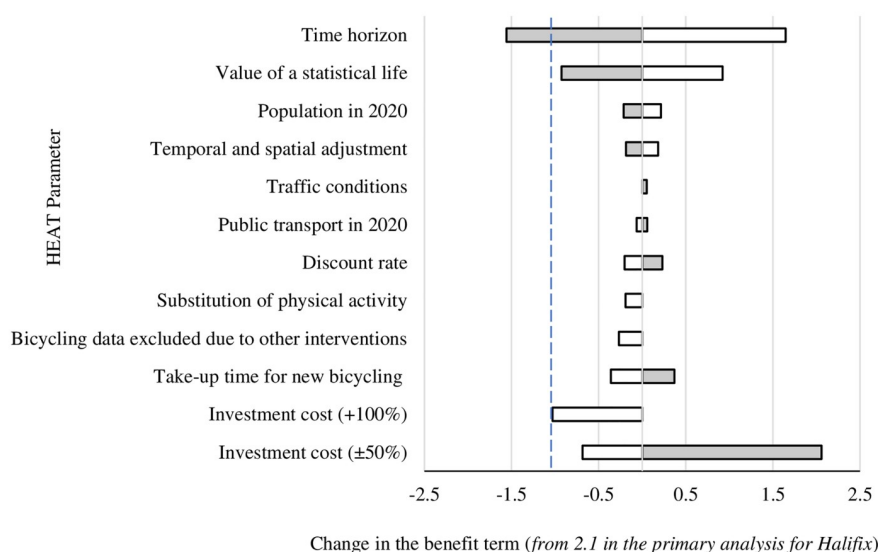 Time horizon
Value of a statistical life
Population in 2020
Temporal and spatial adjustment
Traffic conditions
Public transport in 2020
Discount rate
Substitution of physical activity
Bicycling data excluded due to other interventions
Take-up time for new bicycling
Investment cost (+100%)
Investment cost (±50%)
HEAT Parameter
-2.5 -1.5 -0.5 0.5 1.5 2.5
Change in the benefit term (from 2.1 in the primary analysis for Halifix)